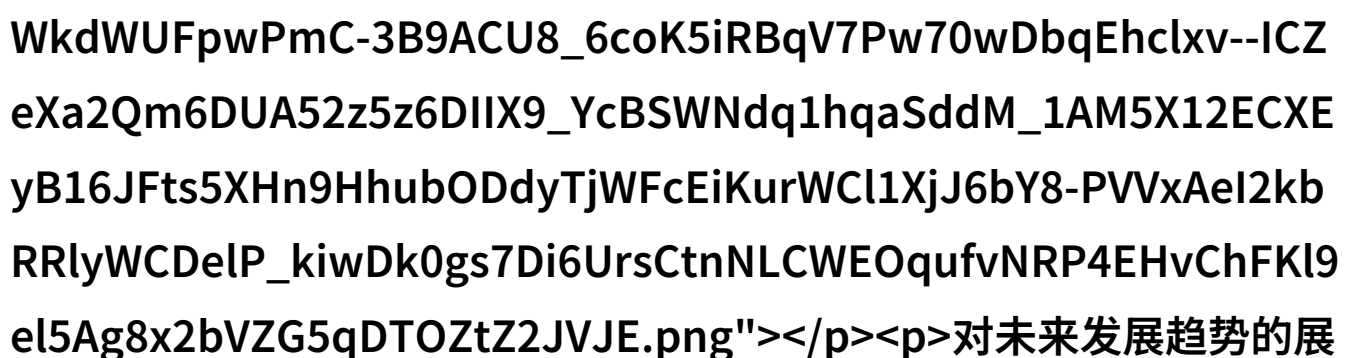 WkdWUFpwPmC-3B9ACU8_6coK5iRBqV7Pw70wDbqEhclxv--ICZ
eXa2Qm6DUA52z5z6DIIX9_YcBSWNdq1hqaSddM_1AM5X12ECXE
yB16JFts5XHn9HhubODdyTjWFcEiKurWCl1XjJ6bY8-PVVxAeI2kb
RRlyWCDelP_kiwDk0gs7Di6UrsCtnNLCWEOqufvNRP4EHvChFKl9
el5Ag8x2bVZG5qDTOZtZ2JVJE.png"></p><p>对未来发展趋势的展